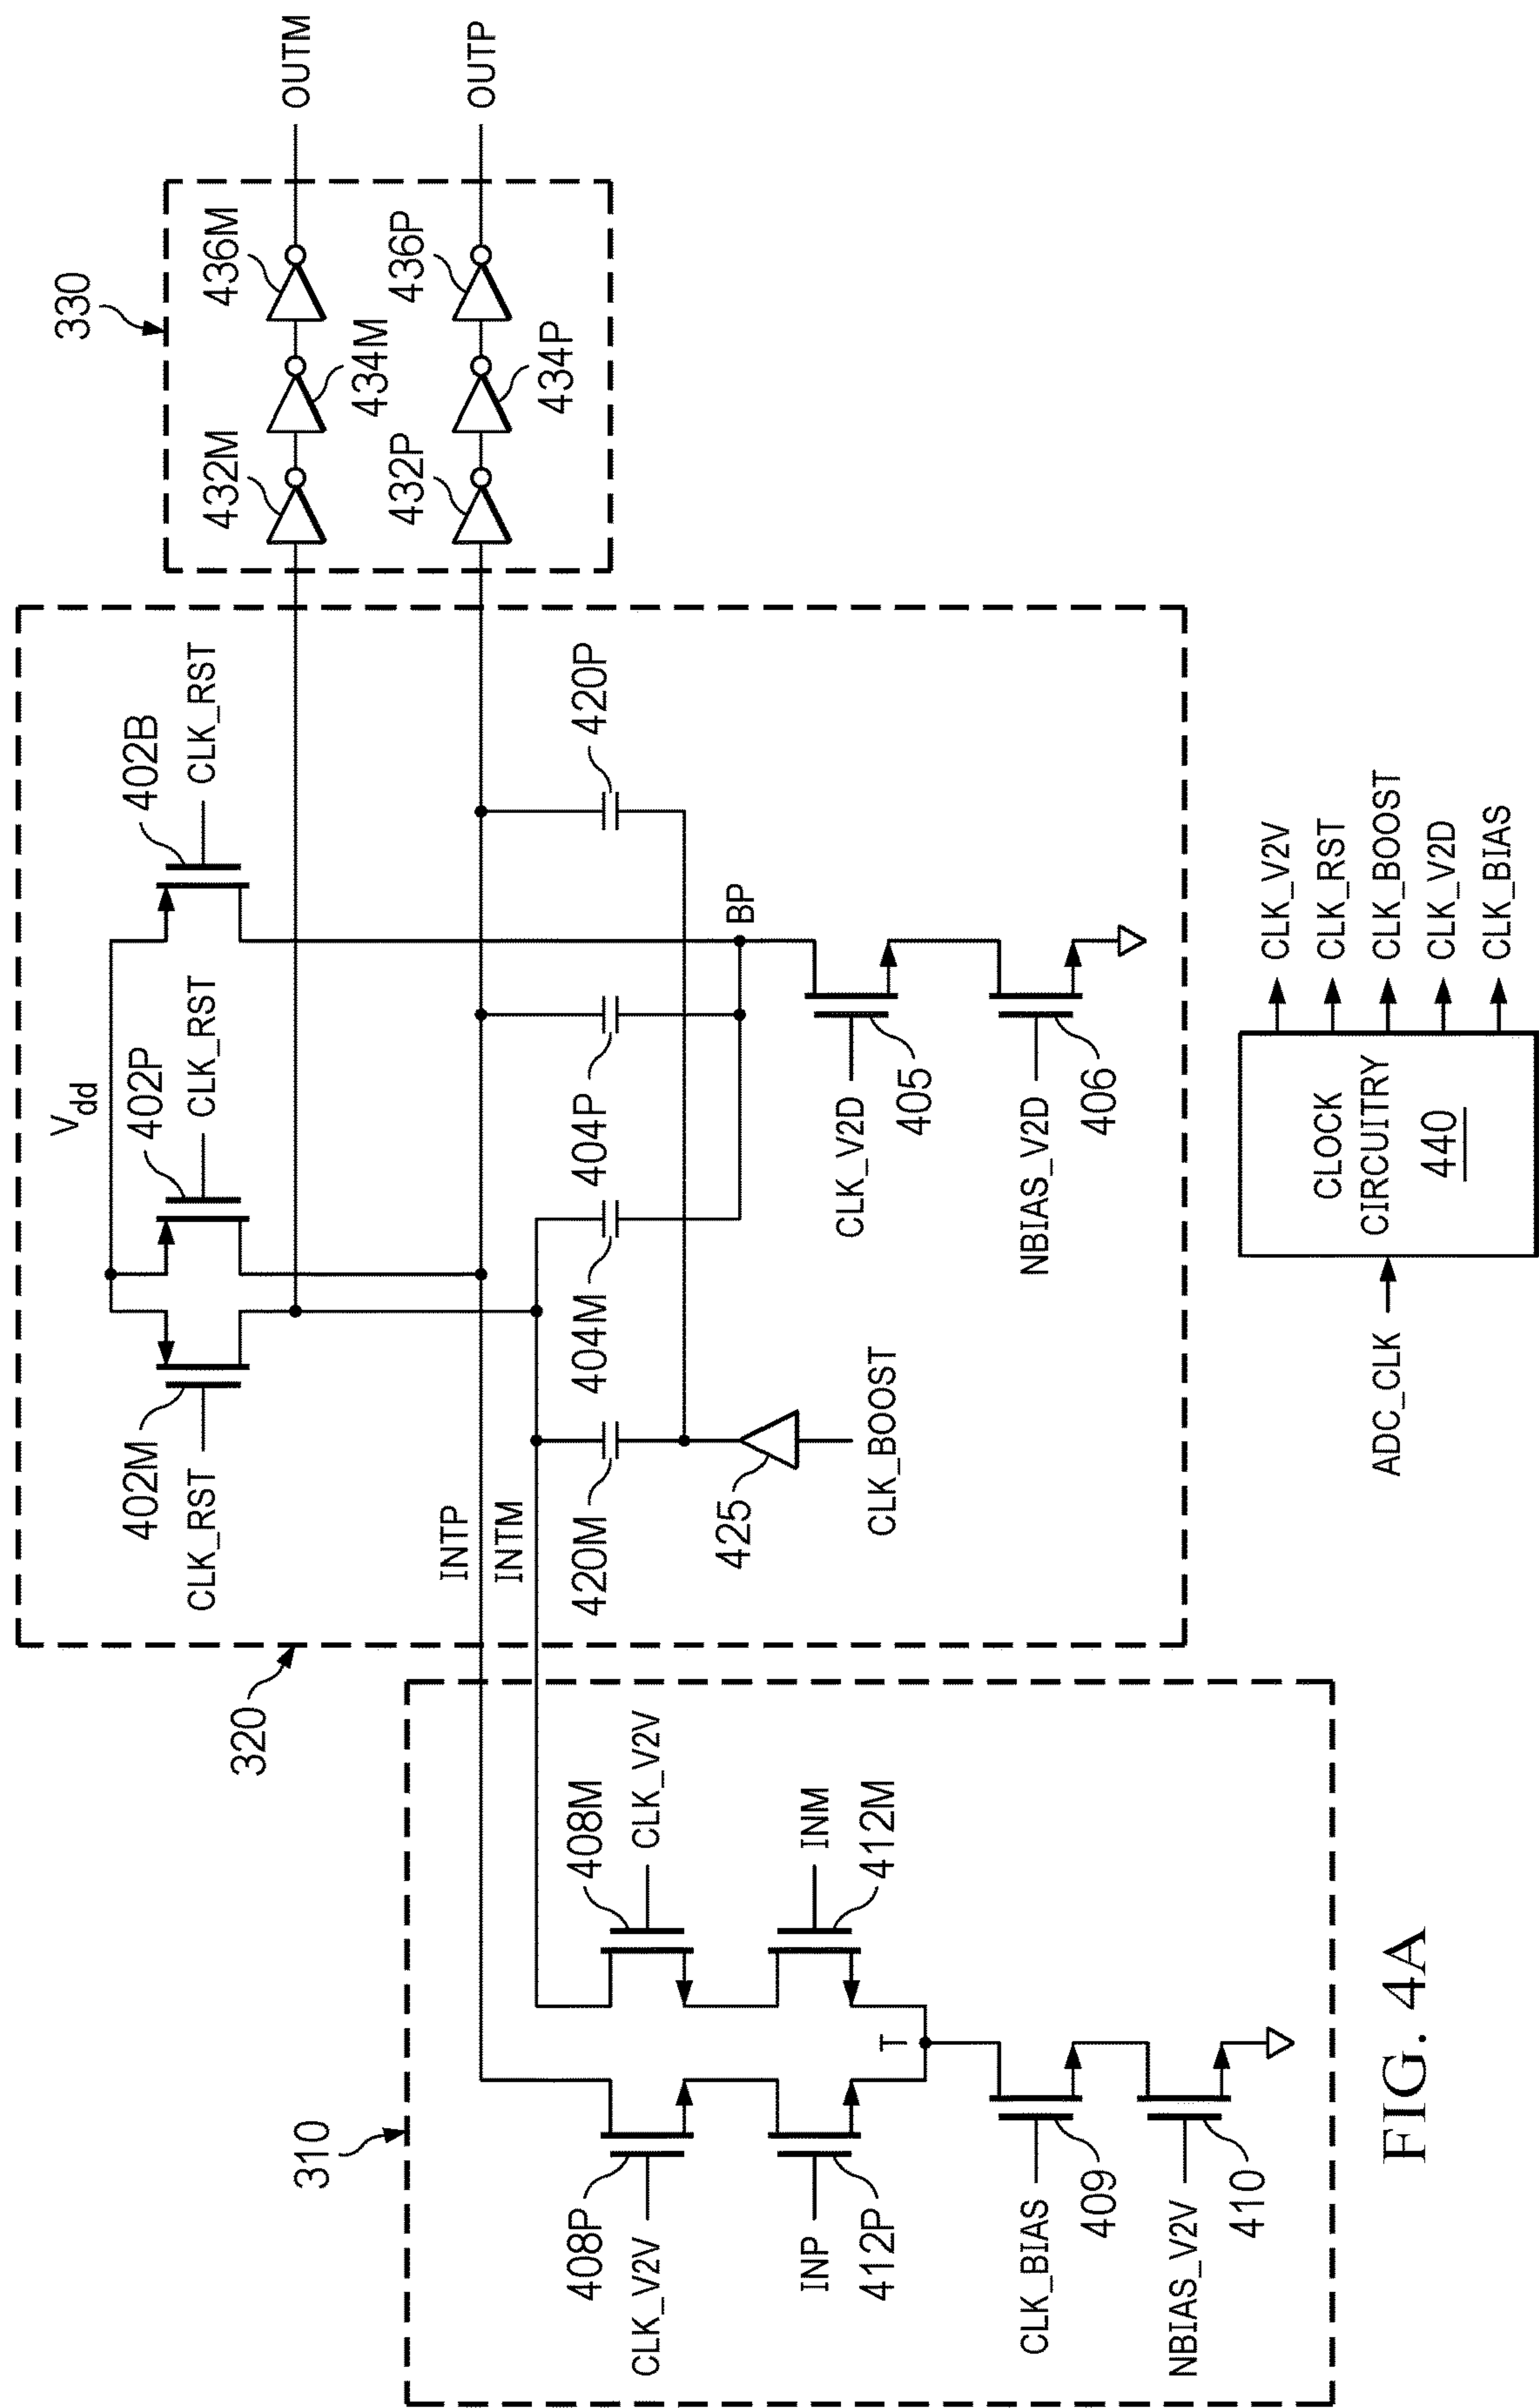 310
408P
CLK_V2V
408M
CLK_V2V
INP
412P
INM
412M
T
CLK_BIAS
409
NBIAS_V2V
410
320
Vdd
402M
CLK_RST
402P
CLK_RST
402B
CLK_RST
INTP
INTM
420M
404M
404P
420P
425
CLK_BOOST
BP
CLK_V2D
405
NBIAS_V2D
406
330
432M
434M
436M
OUTM
432P
434P
436P
OUTP
ADC_CLK
CLOCK
CIRCUITRY
440
CLK_V2V
CLK_RST
CLK_BOOST
CLK_V2D
CLK_BIAS
FIG. 4A